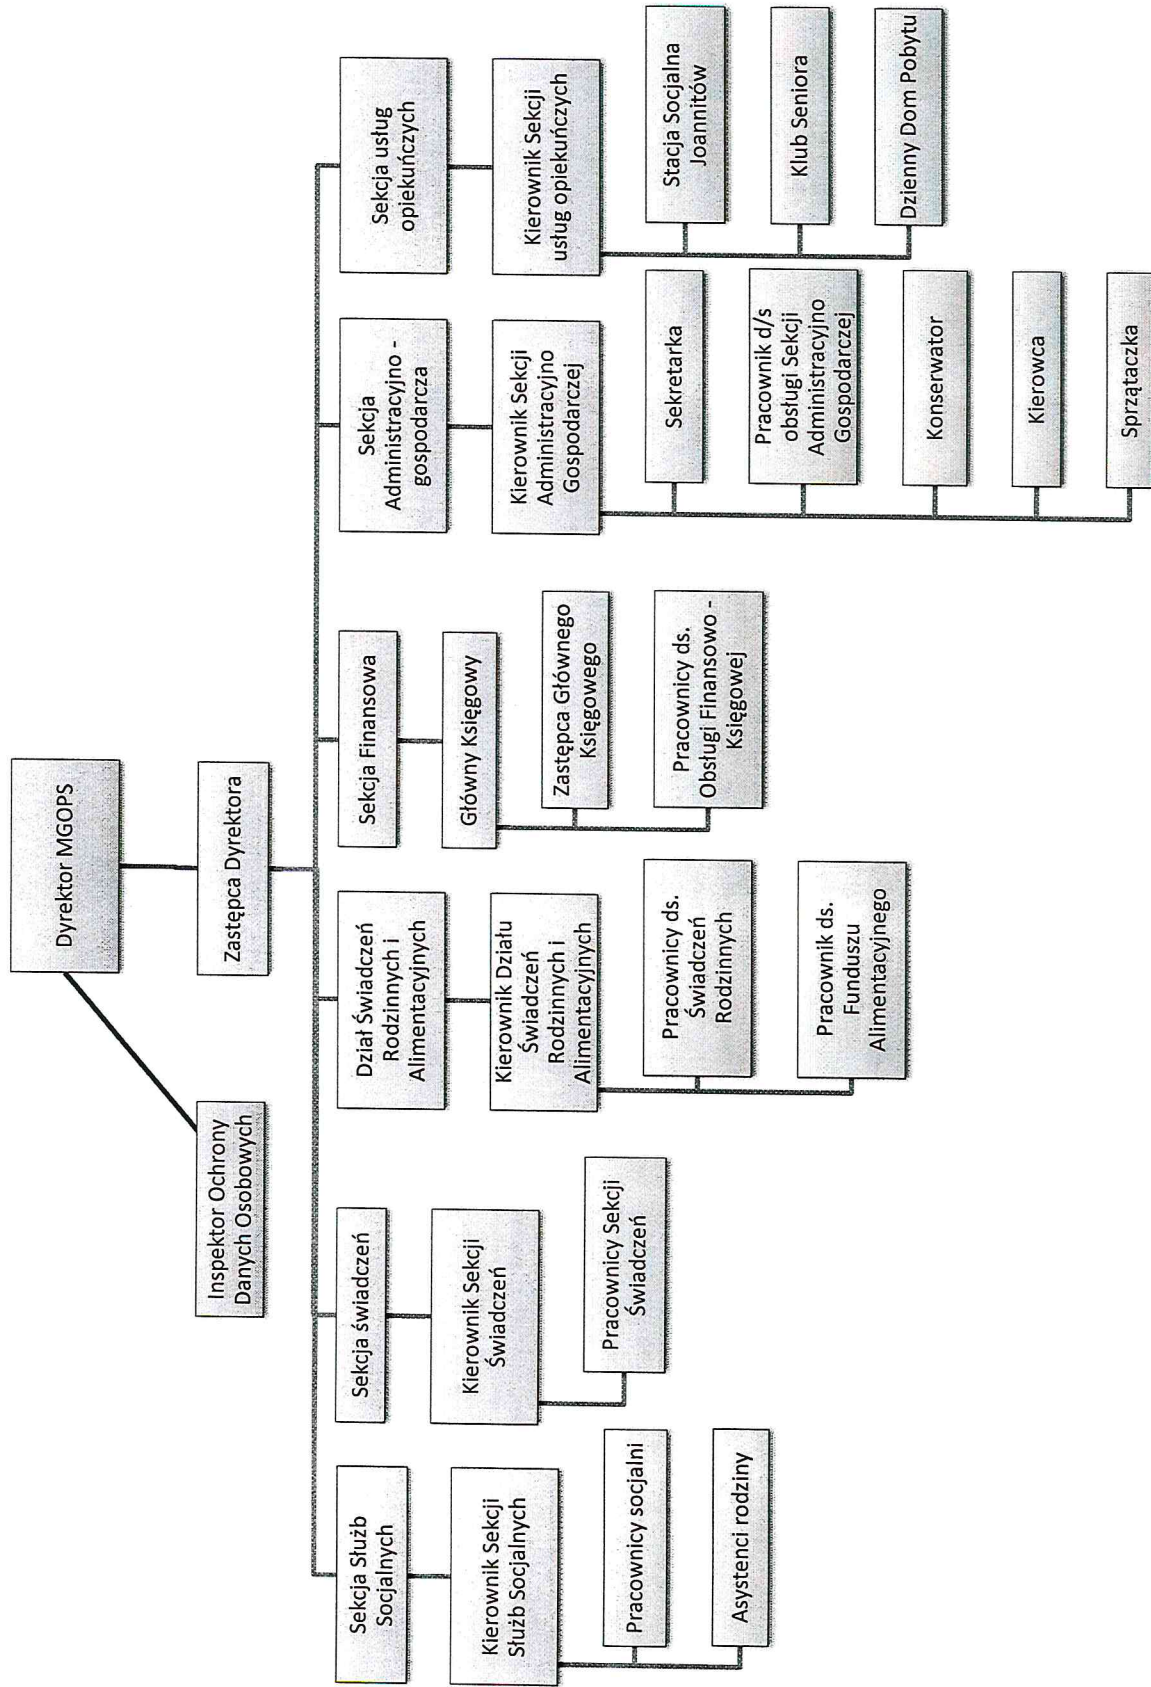 Dyrektor MGOPS
Inspektor Ochrony
Danych Osobowych
Zastępca Dyrektora
Sekcja Służb
Socjalnych
Kierownik Sekcji
Służb Socjalnych
Pracownicy socjalni
Asystenci rodziny
Sekcja świadczeń
Kierownik Sekcji
Świadczeń
Pracownicy Sekcji
Świadczeń
Dział Świadczeń
Rodzinnych i
Alimentacyjnych
Kierownik Działu
Świadczeń
Rodzinnych i
Alimentacyjnych
Pracownicy ds.
Świadczeń
Rodzinnych
Pracownik ds.
Funduszu
Alimentacyjnego
Sekcja Finansowa
Główny Księgowy
Zastępca Głównego
Księgowego
Pracownicy ds.
Obsługi Finansowo -
Księgowej
Sekcja
Administracyjno -
gospodarcza
Kierownik Sekcji
Administracyjno
Gospodarczej
Sekretarka
Pracownik d/s
obsługi Sekcji
Administracyjno
Gospodarczej
Konserwator
Kierowca
Sprzątaczka
Sekcja usług
opiekuńczych
Kierownik Sekcji
usług opiekuńczych
Stacja Socjalna
Joannitów
Klub Seniora
Dzienny Dom Pobytu